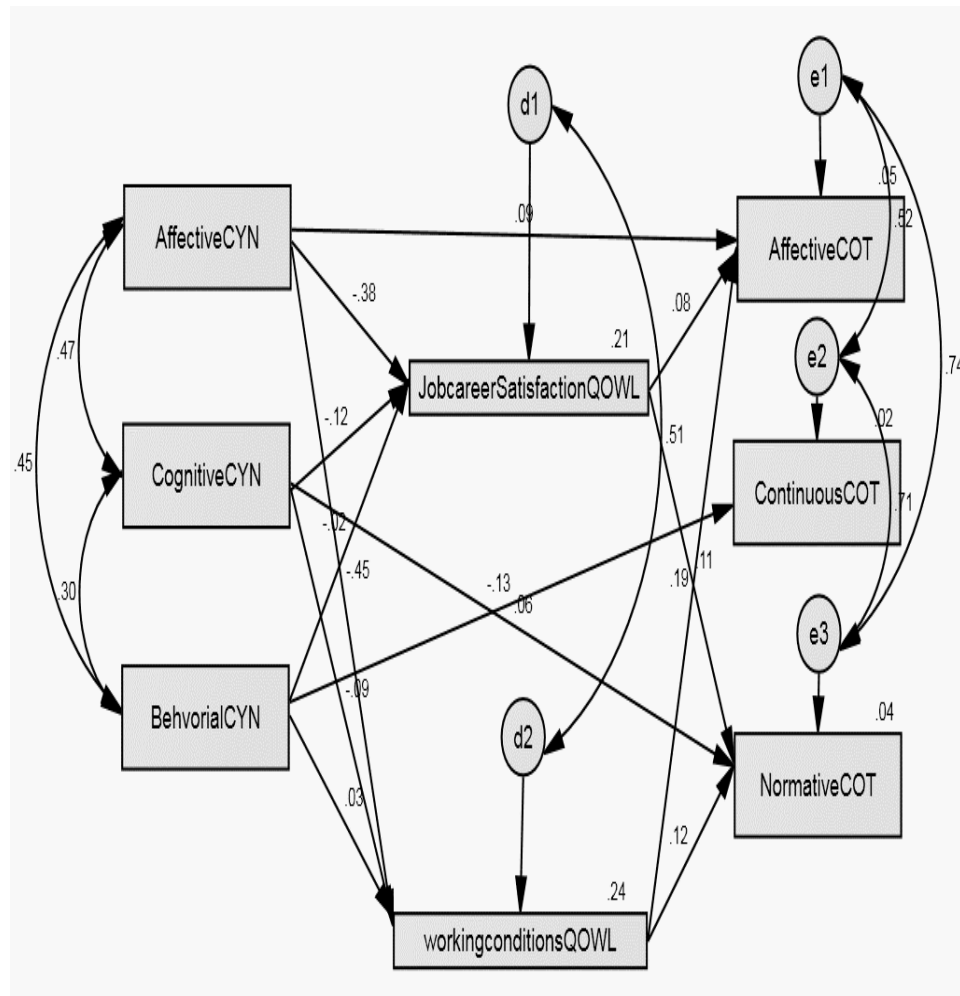 e1
d1
.05
AffectiveCYN
.09
.52
AffectiveCOT
-.38
.08
.21
.47
e2
.74
JobcareerSatisfactionQOWL
-.12
.51
.02
.45
CognitiveCYN
ContinuousCOT
-.02
.71
-.45
.19
.11
-.13
.06
.30
e3
-.09
BehvorialCYN
.04
d2
NormativeCOT
.03
.12
.24
workingconditionsQOWL